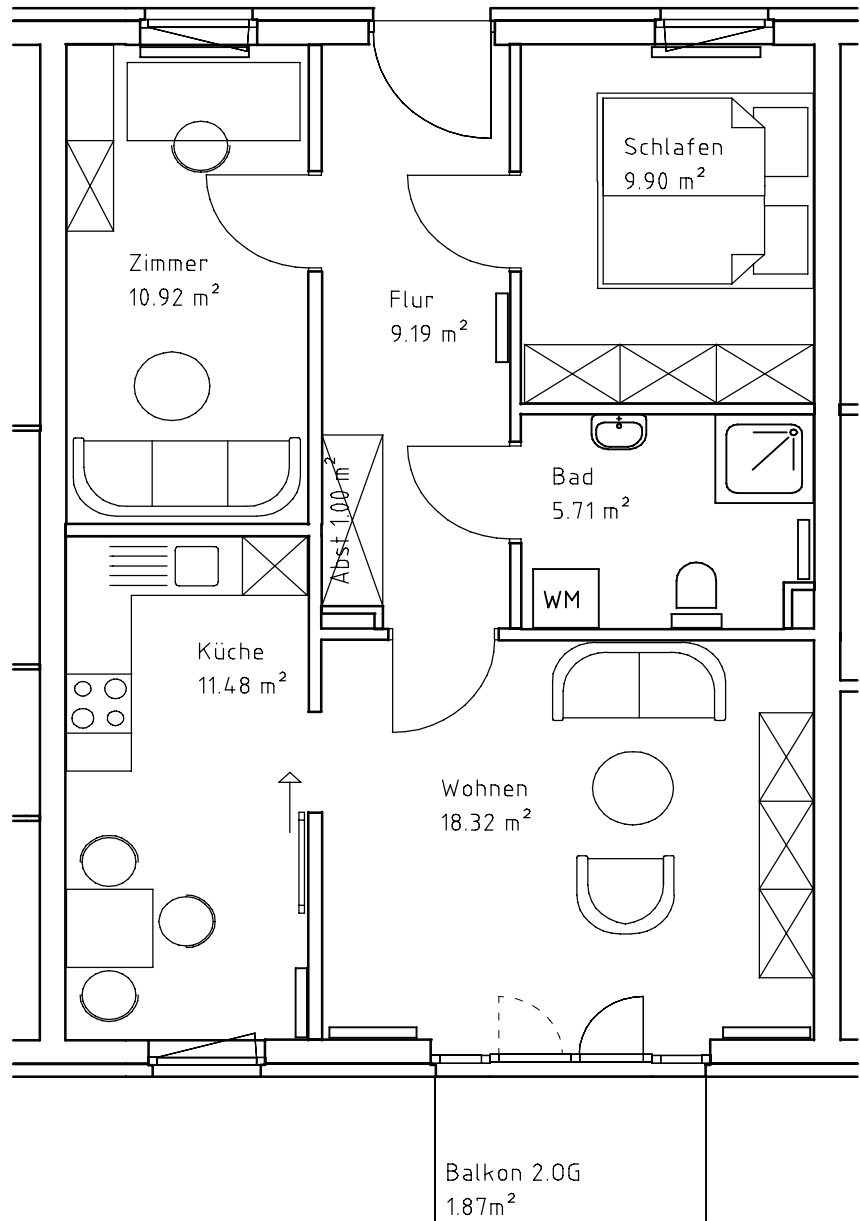 Schlafen
9.90 m²
Zimmer
10.92 m²
Flur
9.19 m²
Abst 1.00 m²
Bad
5.71 m²
WM
Küche
11.48 m²
Wohnen
18.32 m²
Balkon 2.OG
1.87m²